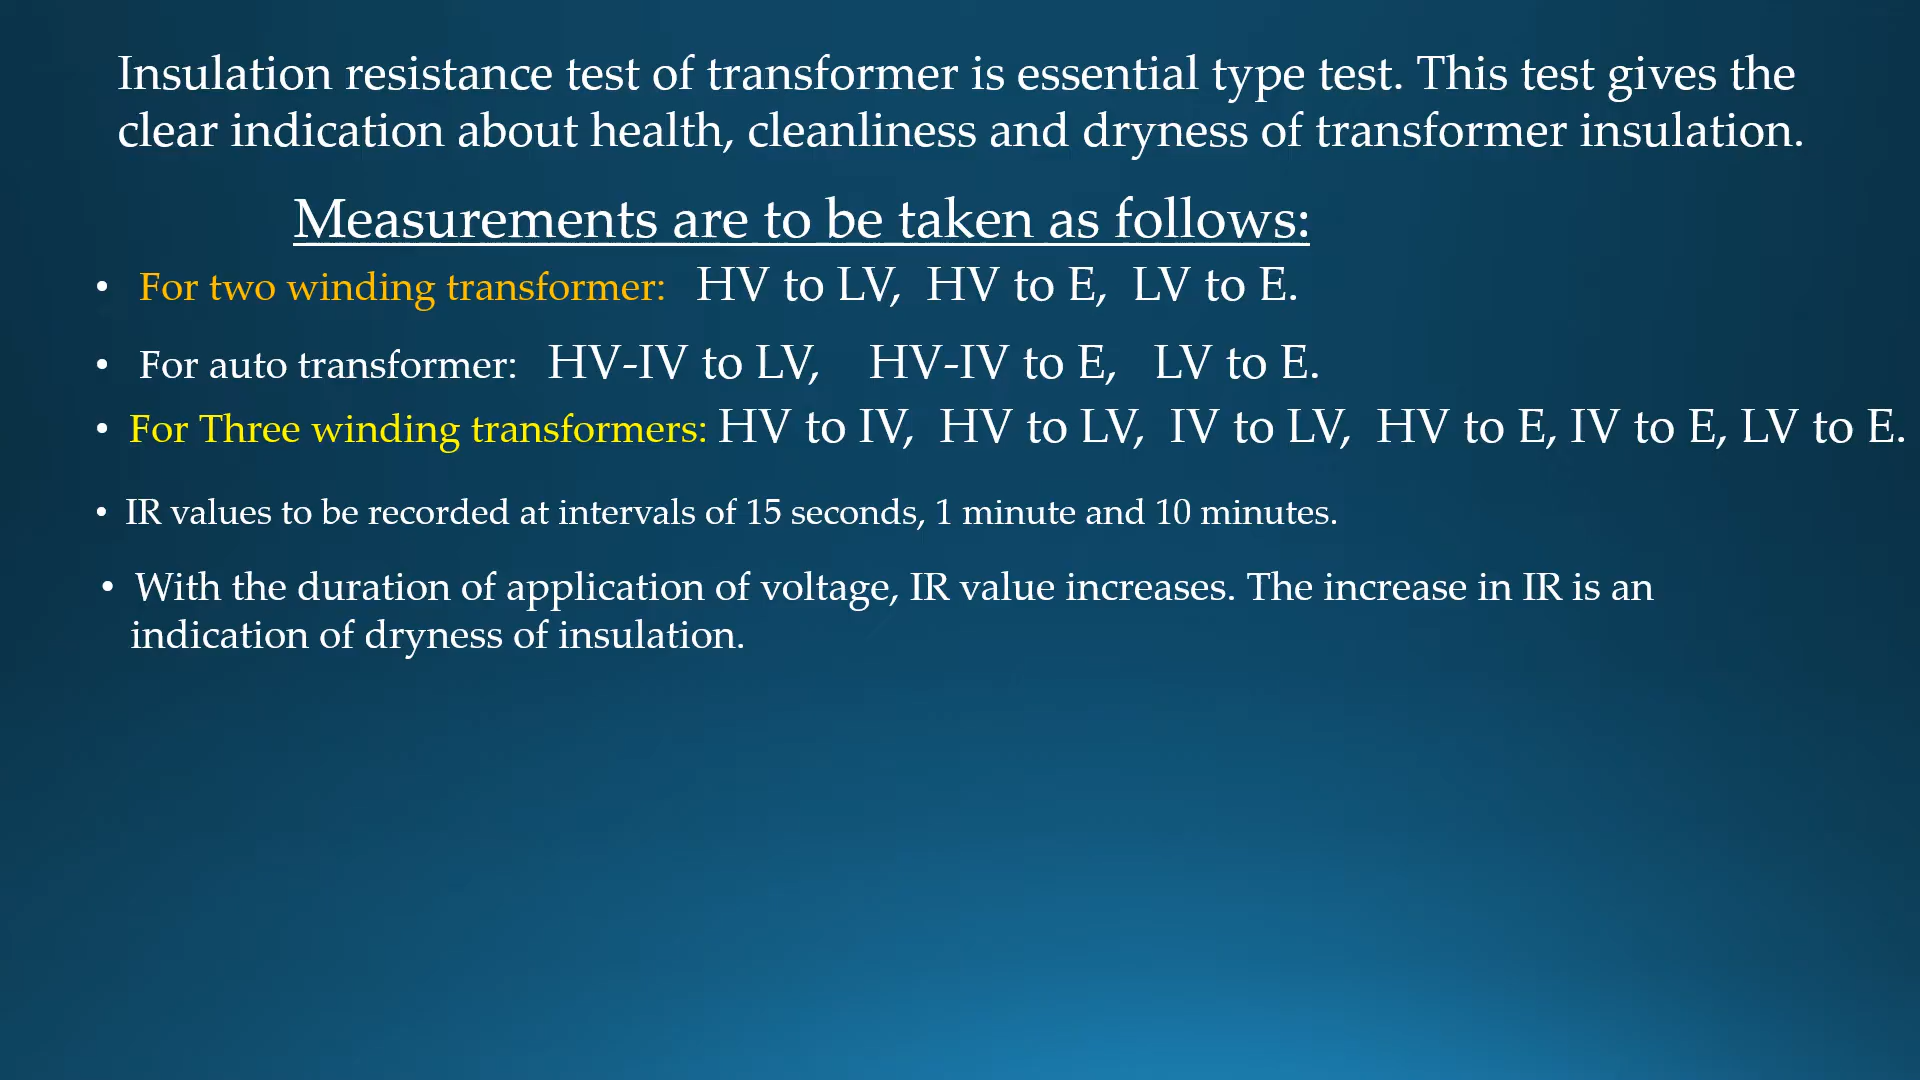 Insulation resistance test of transformer is essential type test. This test gives the
clear indication about health, cleanliness and dryness of transformer insulation.
Measurements are to be taken as follows:
• For two winding transformer: HV to LV, HV to E, LV to E.
• For auto transformer: HV-IV to LV, HV-IV to E, LV to E.
• For Three winding transformers: HV to IV, HV to LV, IV to LV, HV to E, IV to E, LV to E.
• IR values to be recorded at intervals of 15 seconds, 1 minute and 10 minutes.
• With the duration of application of voltage, IR value increases. The increase in IR is an
indication of dryness of insulation.